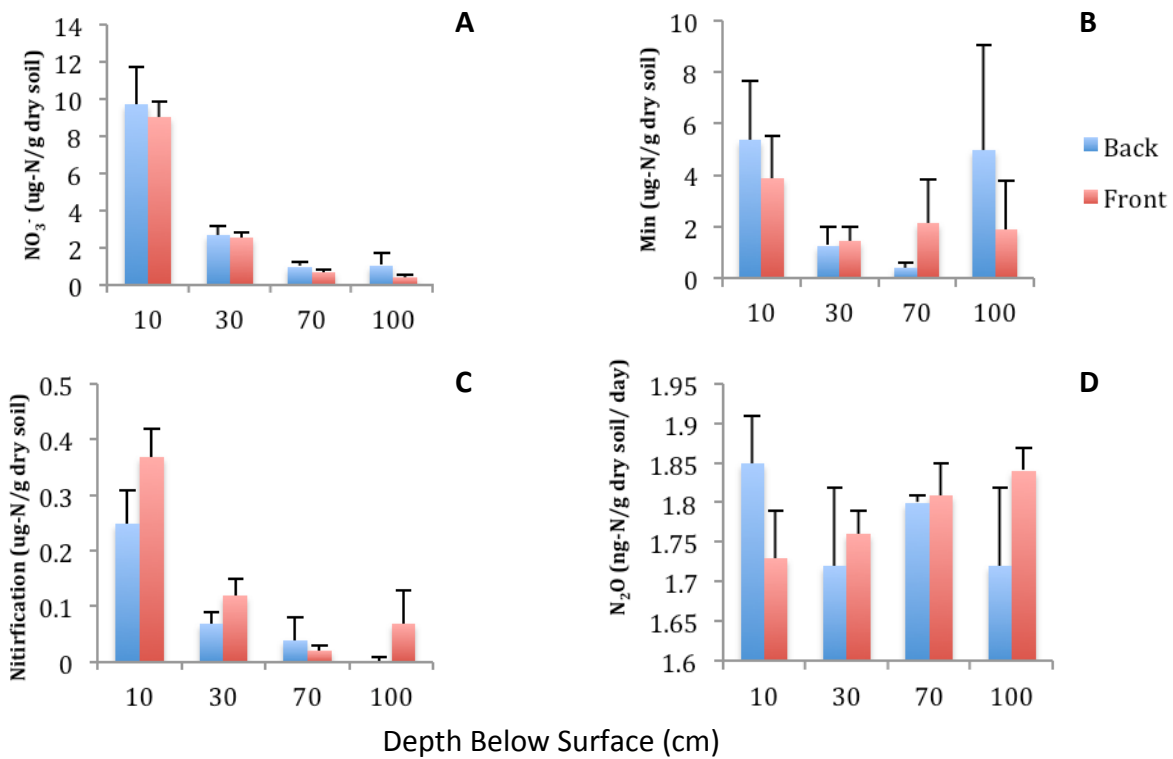 A
NO₃⁻ (ug-N/g dry soil)
14
12
10
8
6
4
2
0
10 30 70 100
B
Min (ug-N/g dry soil)
10
8
6
4
2
0
10 30 70 100
Back
Front
C
Nitirfication (ug-N/g dry soil)
0.5
0.4
0.3
0.2
0.1
0
10 30 70 100
D
N₂O (ng-N/g dry soil/ day)
1.95
1.9
1.85
1.8
1.75
1.7
1.65
1.6
10 30 70 100
Depth Below Surface (cm)